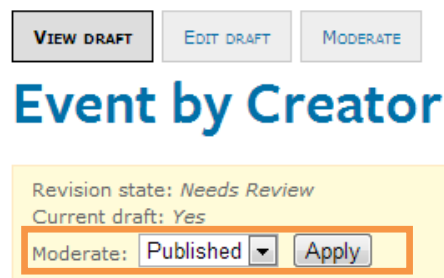 VIEW DRAFT EDIT DRAFT MODERATE
Event by Creator
Revision state: Needs Review
Current draft: Yes
Moderate: Published Apply